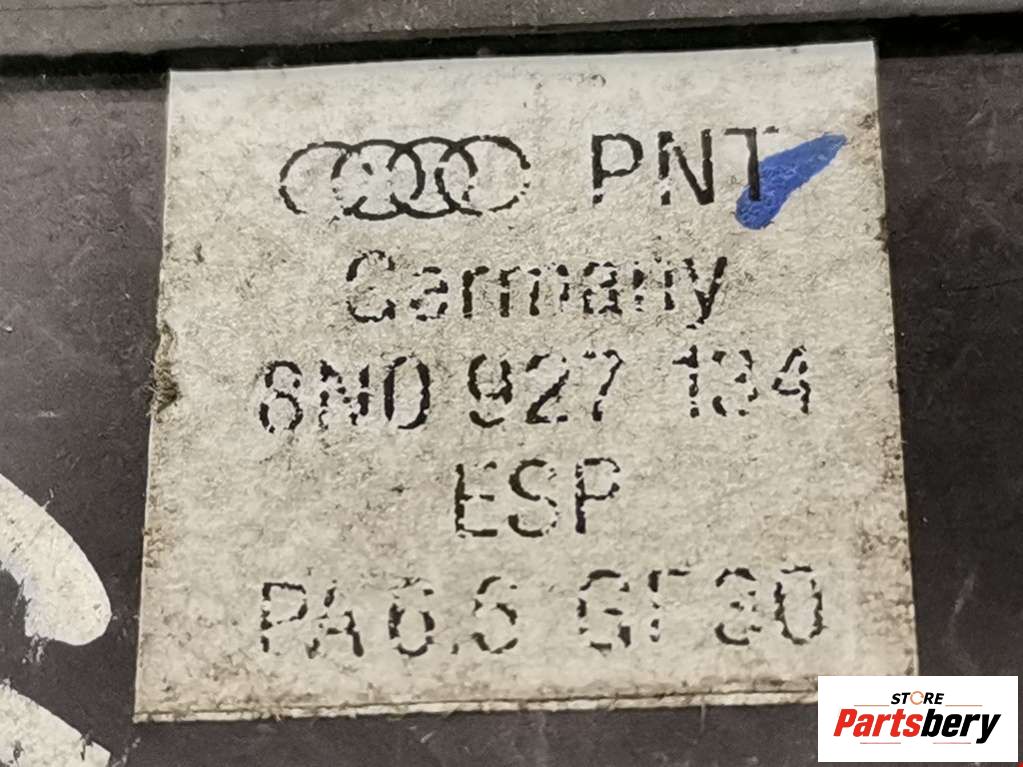 PNT
Germany
8N0 927 134
ESP
PA6.6 GF30
STORE
Partsbery